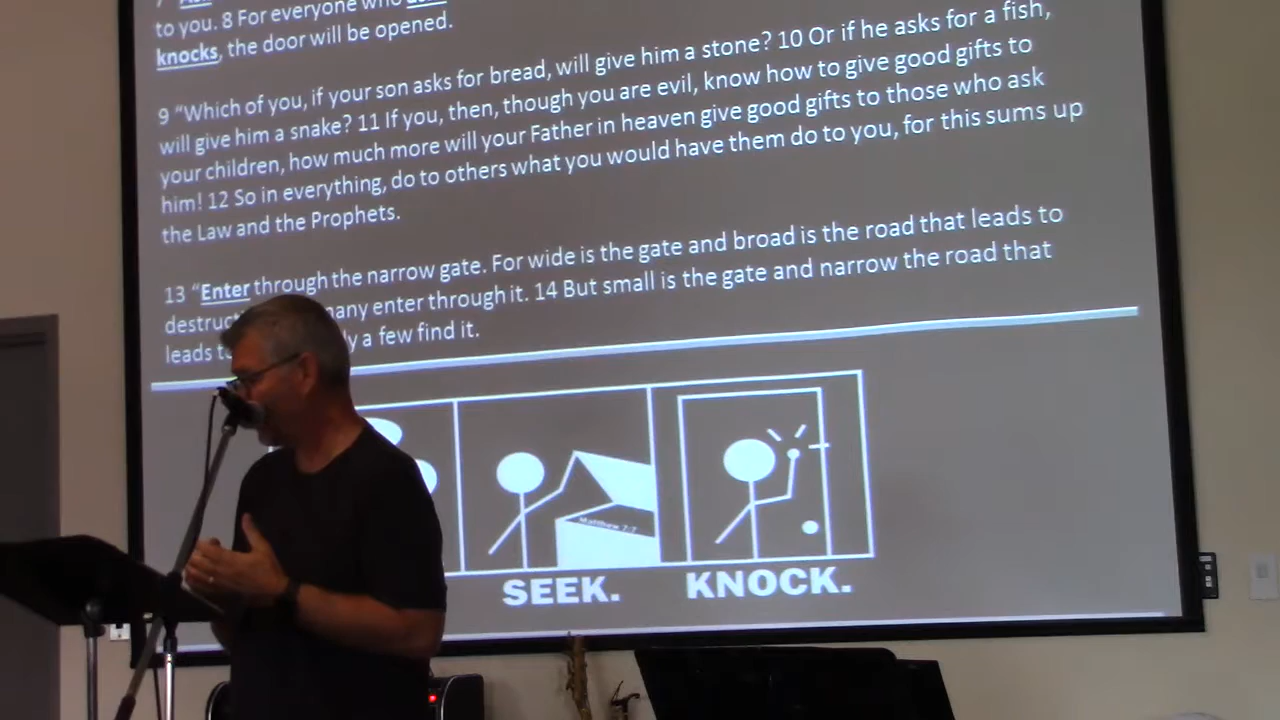 to you. 8 For everyone who
knocks, the door will be opened.
9 “Which of you, if your son asks for bread, will give him a stone? 10 Or if he asks for a fish,
will give him a snake? 11 If you, then, though you are evil, know how to give good gifts to
your children, how much more will your Father in heaven give good gifts to those who ask
him! 12 So in everything, do to others what you would have them do to you, for this sums up
the Law and the Prophets.
13 “Enter through the narrow gate. For wide is the gate and broad is the road that leads to
many enter through it. 14 But small is the gate and narrow the road that
leads a few find it.
Matthew 7:7
SEEK. KNOCK.